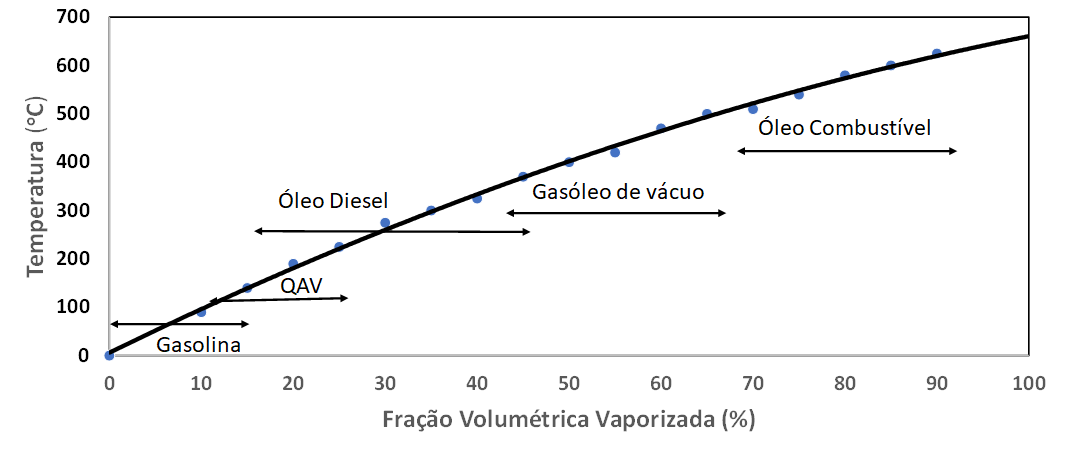 700
600
500
400
300
200
100
0
Temperatura (°C)
Óleo Combustível
Gasóleo de vácuo
Óleo Diesel
QAV
Gasolina
0 10 20 30 40 50 60 70 80 90 100
Fração Volumétrica Vaporizada (%)